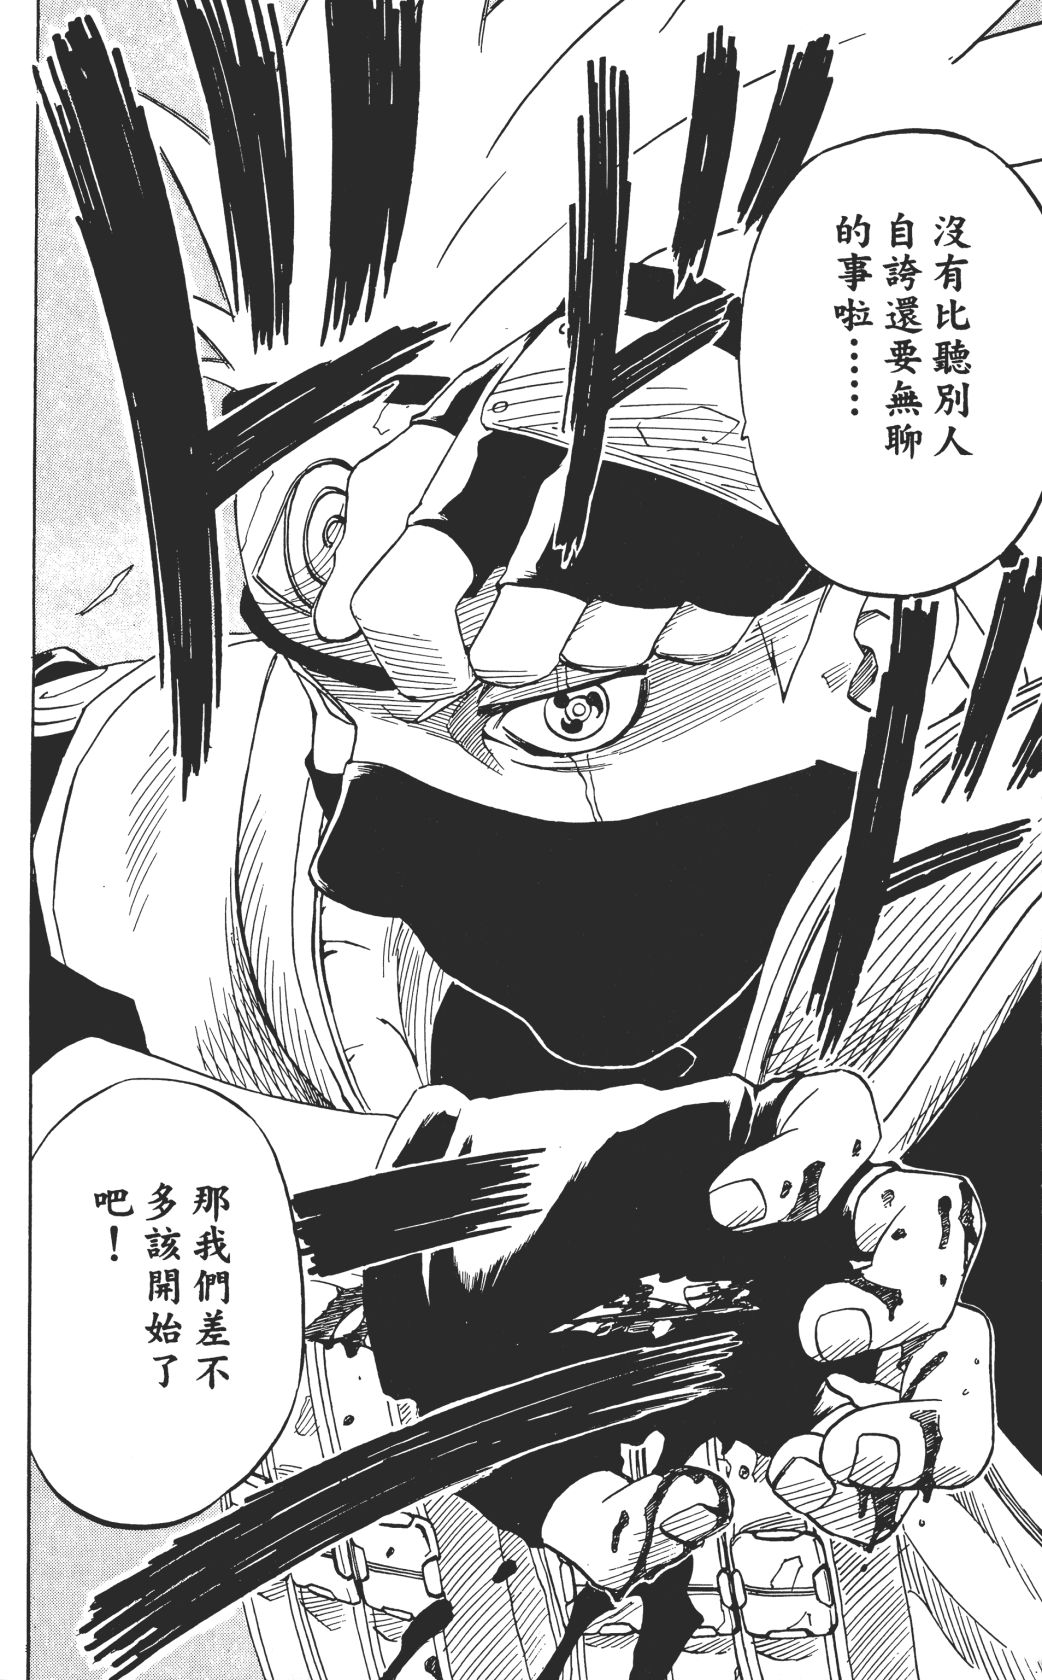 沒有比聽別人
自誇還要無聊
的事啦……
那我們差不
多該開始了
吧！